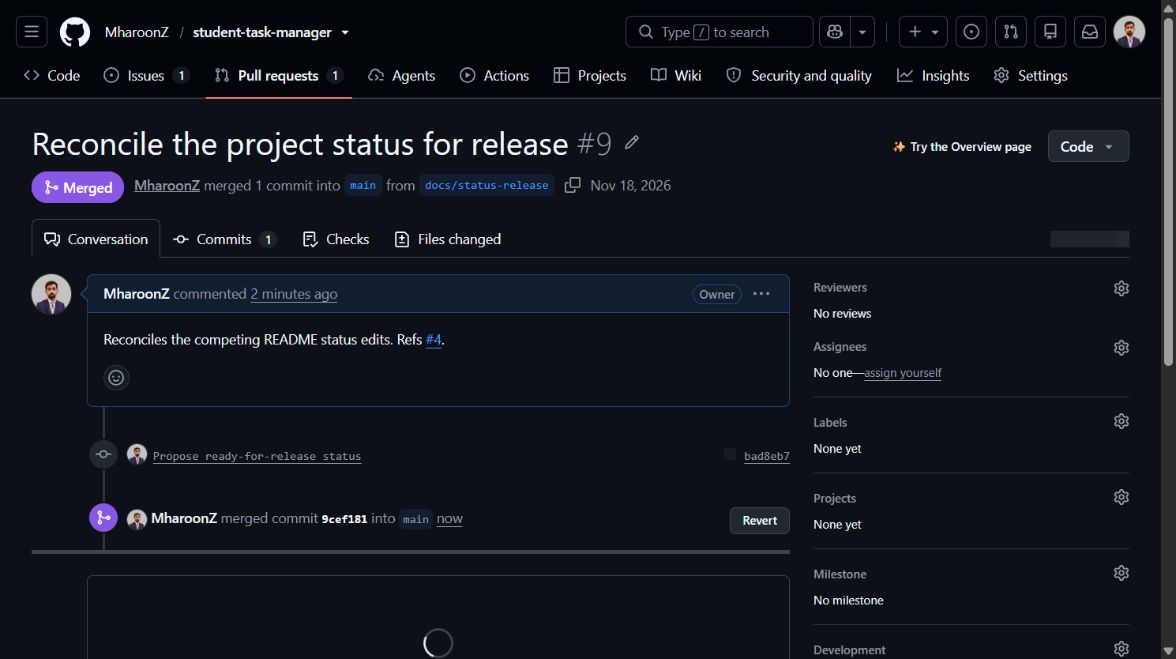 MharoonZ / student-task-manager
Type / to search
Code
Issues 1
Pull requests 1
Agents
Actions
Projects
Wiki
Security and quality
Insights
Settings
Reconcile the project status for release #9
Try the Overview page
Code
Merged
MharoonZ merged 1 commit into main from docs/status-release Nov 18, 2026
Conversation
Commits 1
Checks
Files changed
MharoonZ commented 2 minutes ago
Owner
Reconciles the competing README status edits. Refs #4.
Propose ready-for-release status
bad8eb7
MharoonZ merged commit 9cef181 into main now
Revert
Reviewers
No reviews
Assignees
No one—assign yourself
Labels
None yet
Projects
None yet
Milestone
No milestone
Development